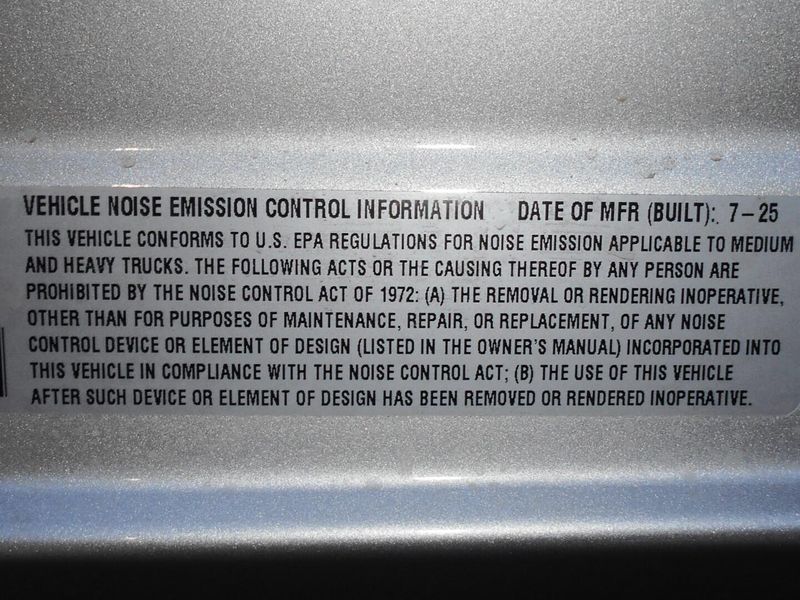 VEHICLE NOISE EMISSION CONTROL INFORMATION DATE OF MFR (BUILT): 7-25
THIS VEHICLE CONFORMS TO U.S. EPA REGULATIONS FOR NOISE EMISSION APPLICABLE TO MEDIUM
AND HEAVY TRUCKS. THE FOLLOWING ACTS OR THE CAUSING THEREOF BY ANY PERSON ARE
PROHIBITED BY THE NOISE CONTROL ACT OF 1972: (A) THE REMOVAL OR RENDERING INOPERATIVE,
OTHER THAN FOR PURPOSES OF MAINTENANCE, REPAIR, OR REPLACEMENT, OF ANY NOISE
CONTROL DEVICE OR ELEMENT OF DESIGN (LISTED IN THE OWNER'S MANUAL) INCORPORATED INTO
THIS VEHICLE IN COMPLIANCE WITH THE NOISE CONTROL ACT; (B) THE USE OF THIS VEHICLE
AFTER SUCH DEVICE OR ELEMENT OF DESIGN HAS BEEN REMOVED OR RENDERED INOPERATIVE.